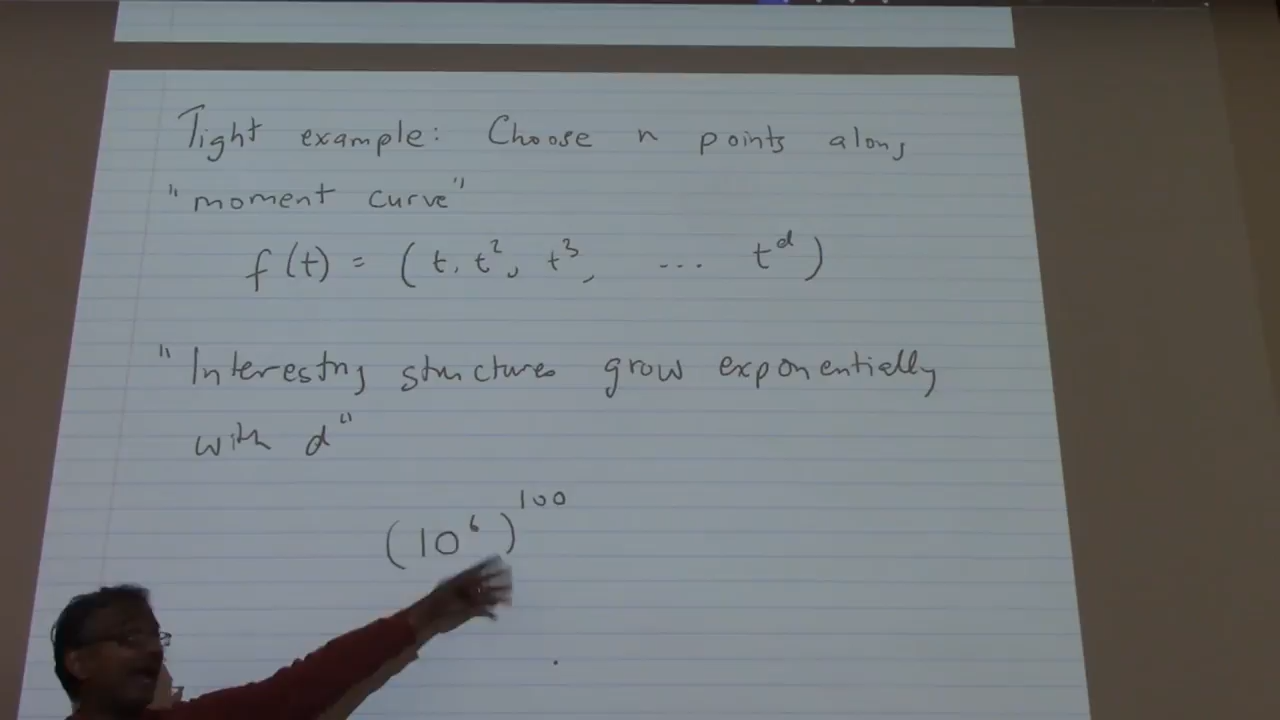 Tight example: Choose n points along
"moment curve"
f(t) = (t, t², t³, ... t^d)
"Interesting structures grow exponentially
with d"
(10⁶)¹⁰⁰